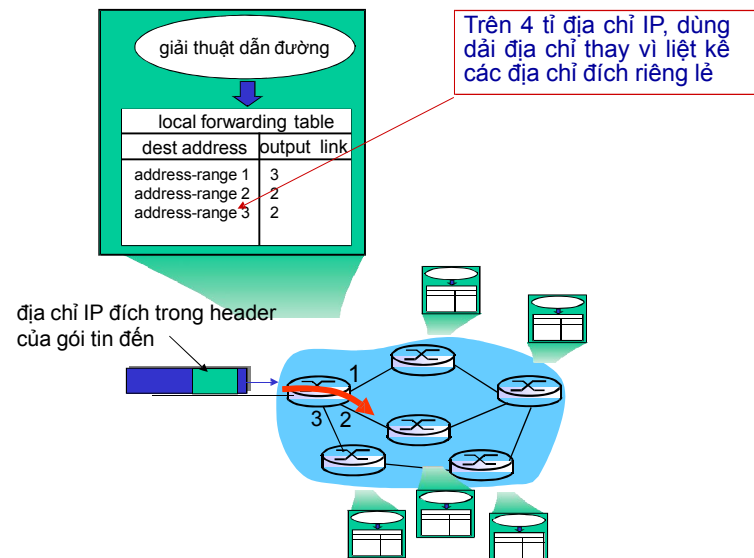 giải thuật dẫn đường
Trên 4 tỉ địa chỉ IP, dùng
dải địa chỉ thay vì liệt kê
các địa chỉ đích riêng lẻ
local forwarding table
dest address output link
address-range 1 3
address-range 2 2
address-range 3 2
địa chỉ IP đích trong header
của gói tin đến
1
3 2